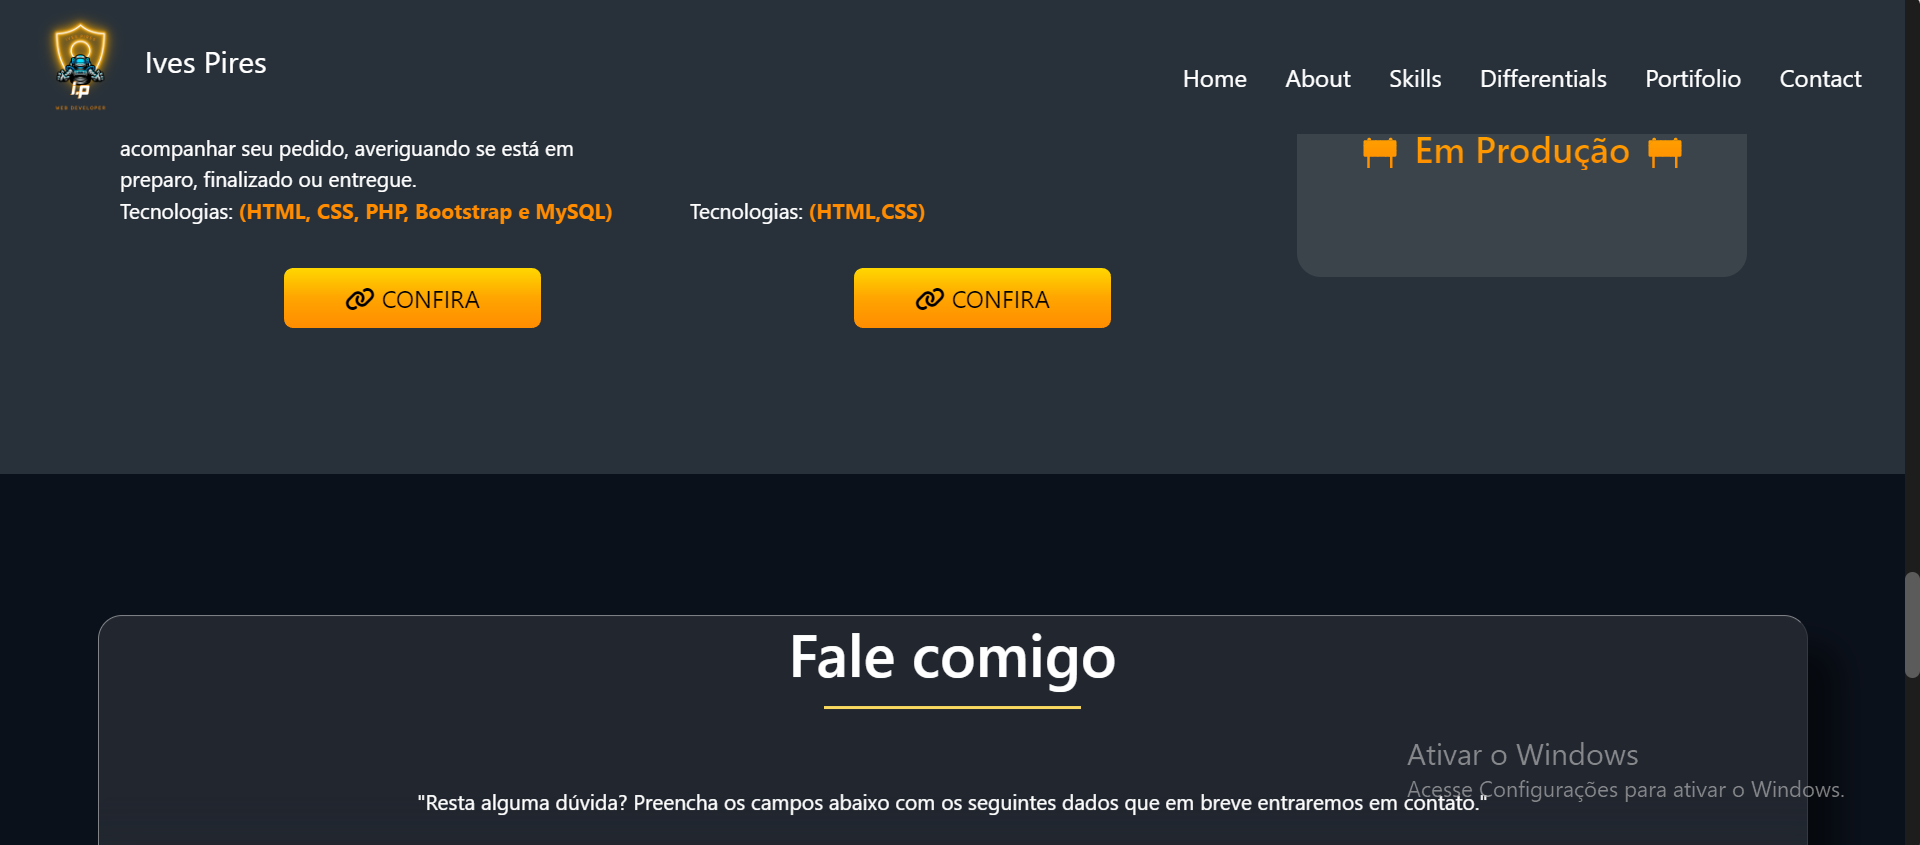 i.p
WEB DEVELOPER
Ives Pires
Home About Skills Differentials Portifolio Contact
acompanhar seu pedido, averiguando se está em
preparo, finalizado ou entregue.
Tecnologias: (HTML, CSS, PHP, Bootstrap e MySQL)
CONFIRA
Tecnologias: (HTML,CSS)
CONFIRA
Em Produção
Fale comigo
"Resta alguma dúvida? Preencha os campos abaixo com os seguintes dados que em breve entraremos em contato."
Ativar o Windows
Acesse Configurações para ativar o Windows.